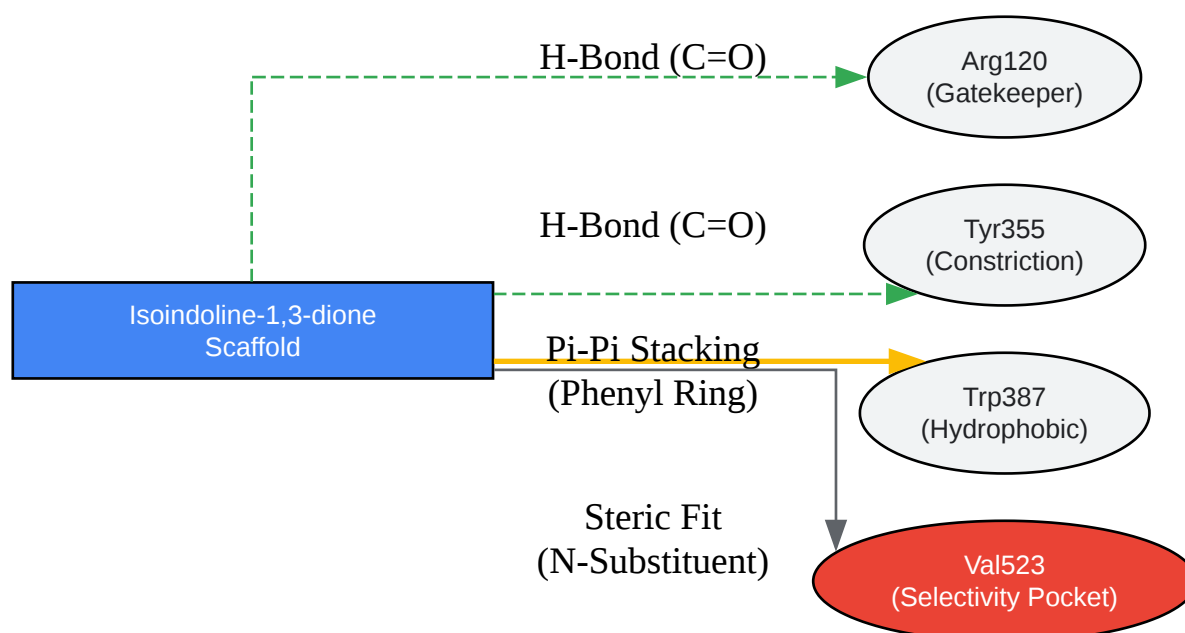 H-Bond (C=O)
Arg120
(Gatekeeper)
H-Bond (C=O)
Tyr355
(Constriction)
Isoindoline-1,3-dione
Scaffold
Pi-Pi Stacking
(Phenyl Ring)
Trp387
(Hydrophobic)
Steric Fit
(N-Substituent)
Val523
(Selectivity Pocket)